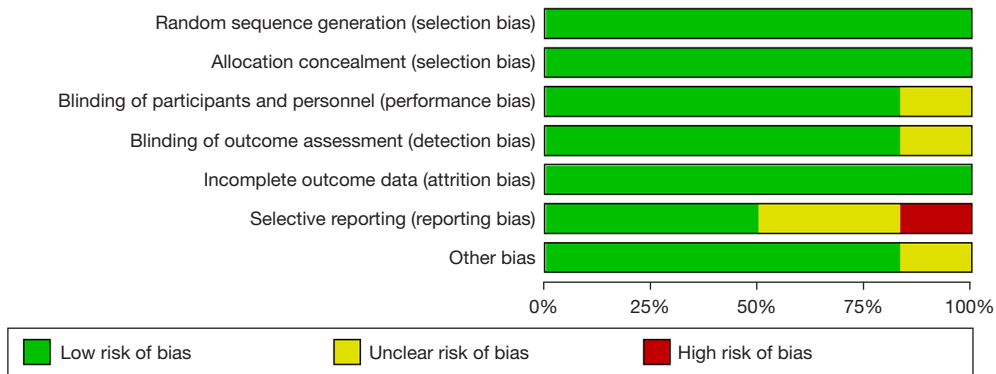 Random sequence generation (selection bias)
Allocation concealment (selection bias)
Blinding of participants and personnel (performance bias)
Blinding of outcome assessment (detection bias)
Incomplete outcome data (attrition bias)
Selective reporting (reporting bias)
Other bias
0% 25% 50% 75% 100%
Low risk of bias Unclear risk of bias High risk of bias